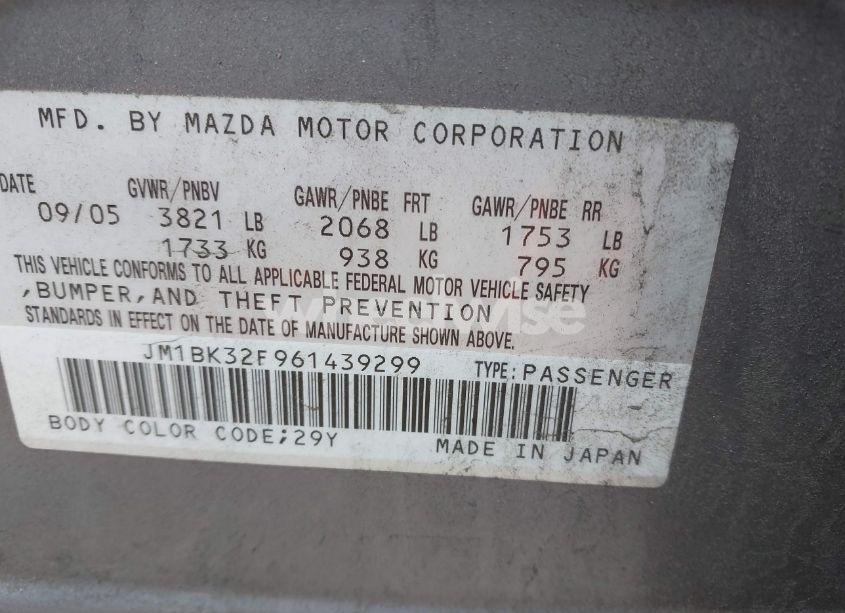 MFD. BY MAZDA MOTOR CORPORATION
DATE GVWR/PNBV GAWR/PNBE FRT GAWR/PNBE RR
09/05 3821 LB 2068 LB 1753 LB
1733 KG 938 KG 795 KG
THIS VEHICLE CONFORMS TO ALL APPLICABLE FEDERAL MOTOR VEHICLE SAFETY
,BUMPER,AND THEFT PREVENTION
STANDARDS IN EFFECT ON THE DATE OF MANUFACTURE SHOWN ABOVE.
JM1BK32F961439299 TYPE:PASSENGER
BODY COLOR CODE;29Y MADE IN JAPAN